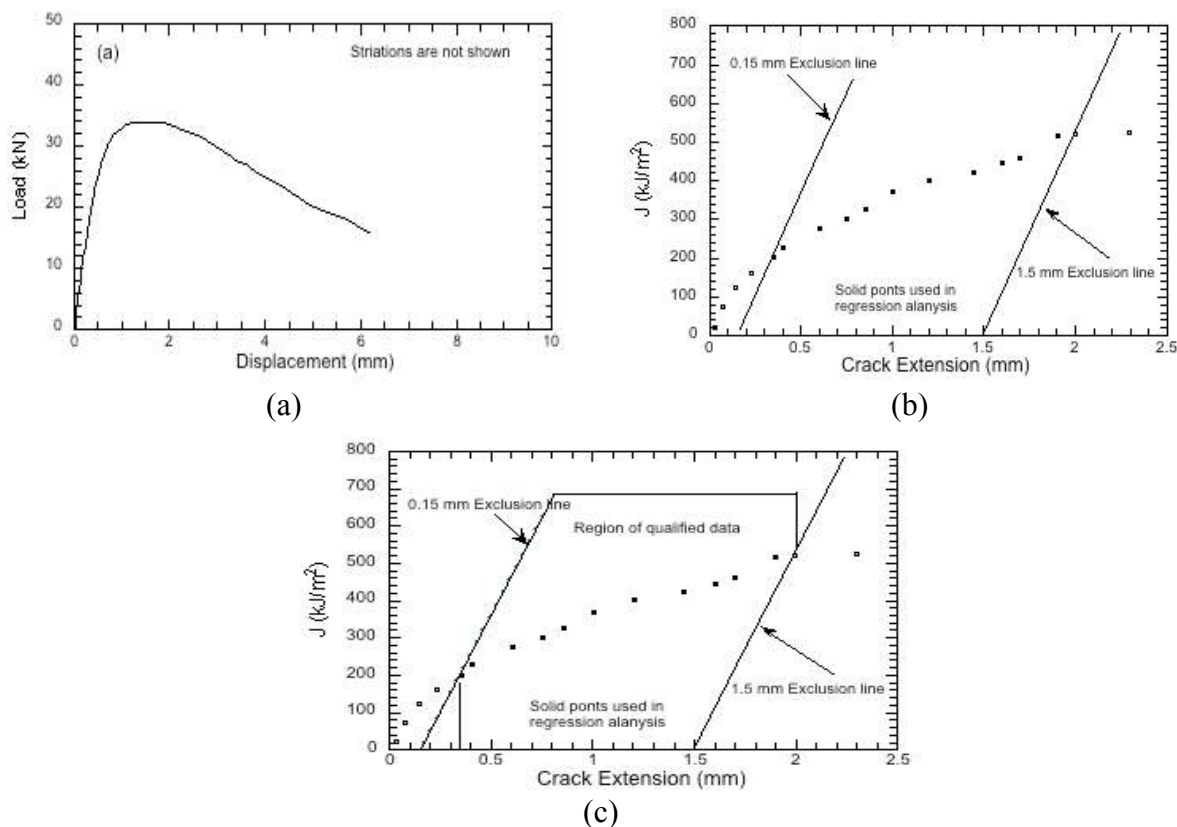 50
40
30
20
10
0
Load (kN)
(a)
Striations are not shown
0
2
4
6
8
10
Displacement (mm)
(a)
800
700
600
500
400
300
200
100
0
J (kJ/m²)
0.15 mm Exclusion line
1.5 mm Exclusion line
Solid ponts used in
regression alanysis
0
0.5
1
1.5
2
2.5
Crack Extension (mm)
(b)
800
700
600
500
400
300
200
100
0
J (kJ/m²)
0.15 mm Exclusion line
Region of qualified data
1.5 mm Exclusion line
Solid ponts used in
regression alanysis
0
0.5
1
1.5
2
2.5
Crack Extension (mm)
(c)